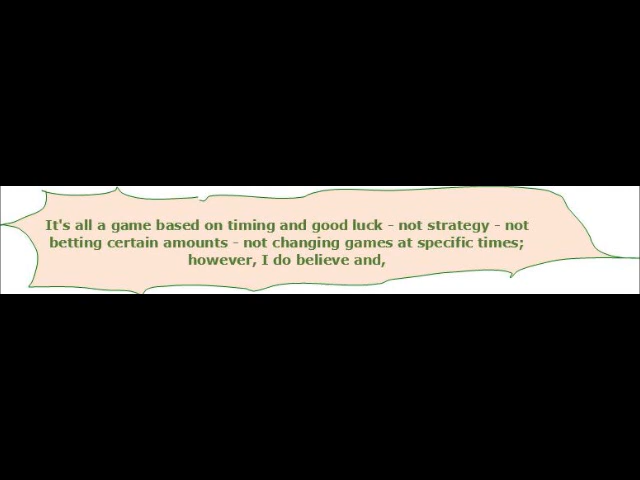 It's all a game based on timing and good luck - not strategy - not
betting certain amounts - not changing games at specific times;
however, I do believe and,